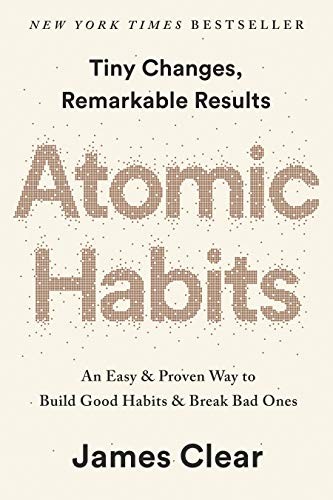 NEW YORK TIMES BESTSELLER
Tiny Changes,
Remarkable Results
Atomic
Habits
An Easy & Proven Way to
Build Good Habits & Break Bad Ones
James Clear